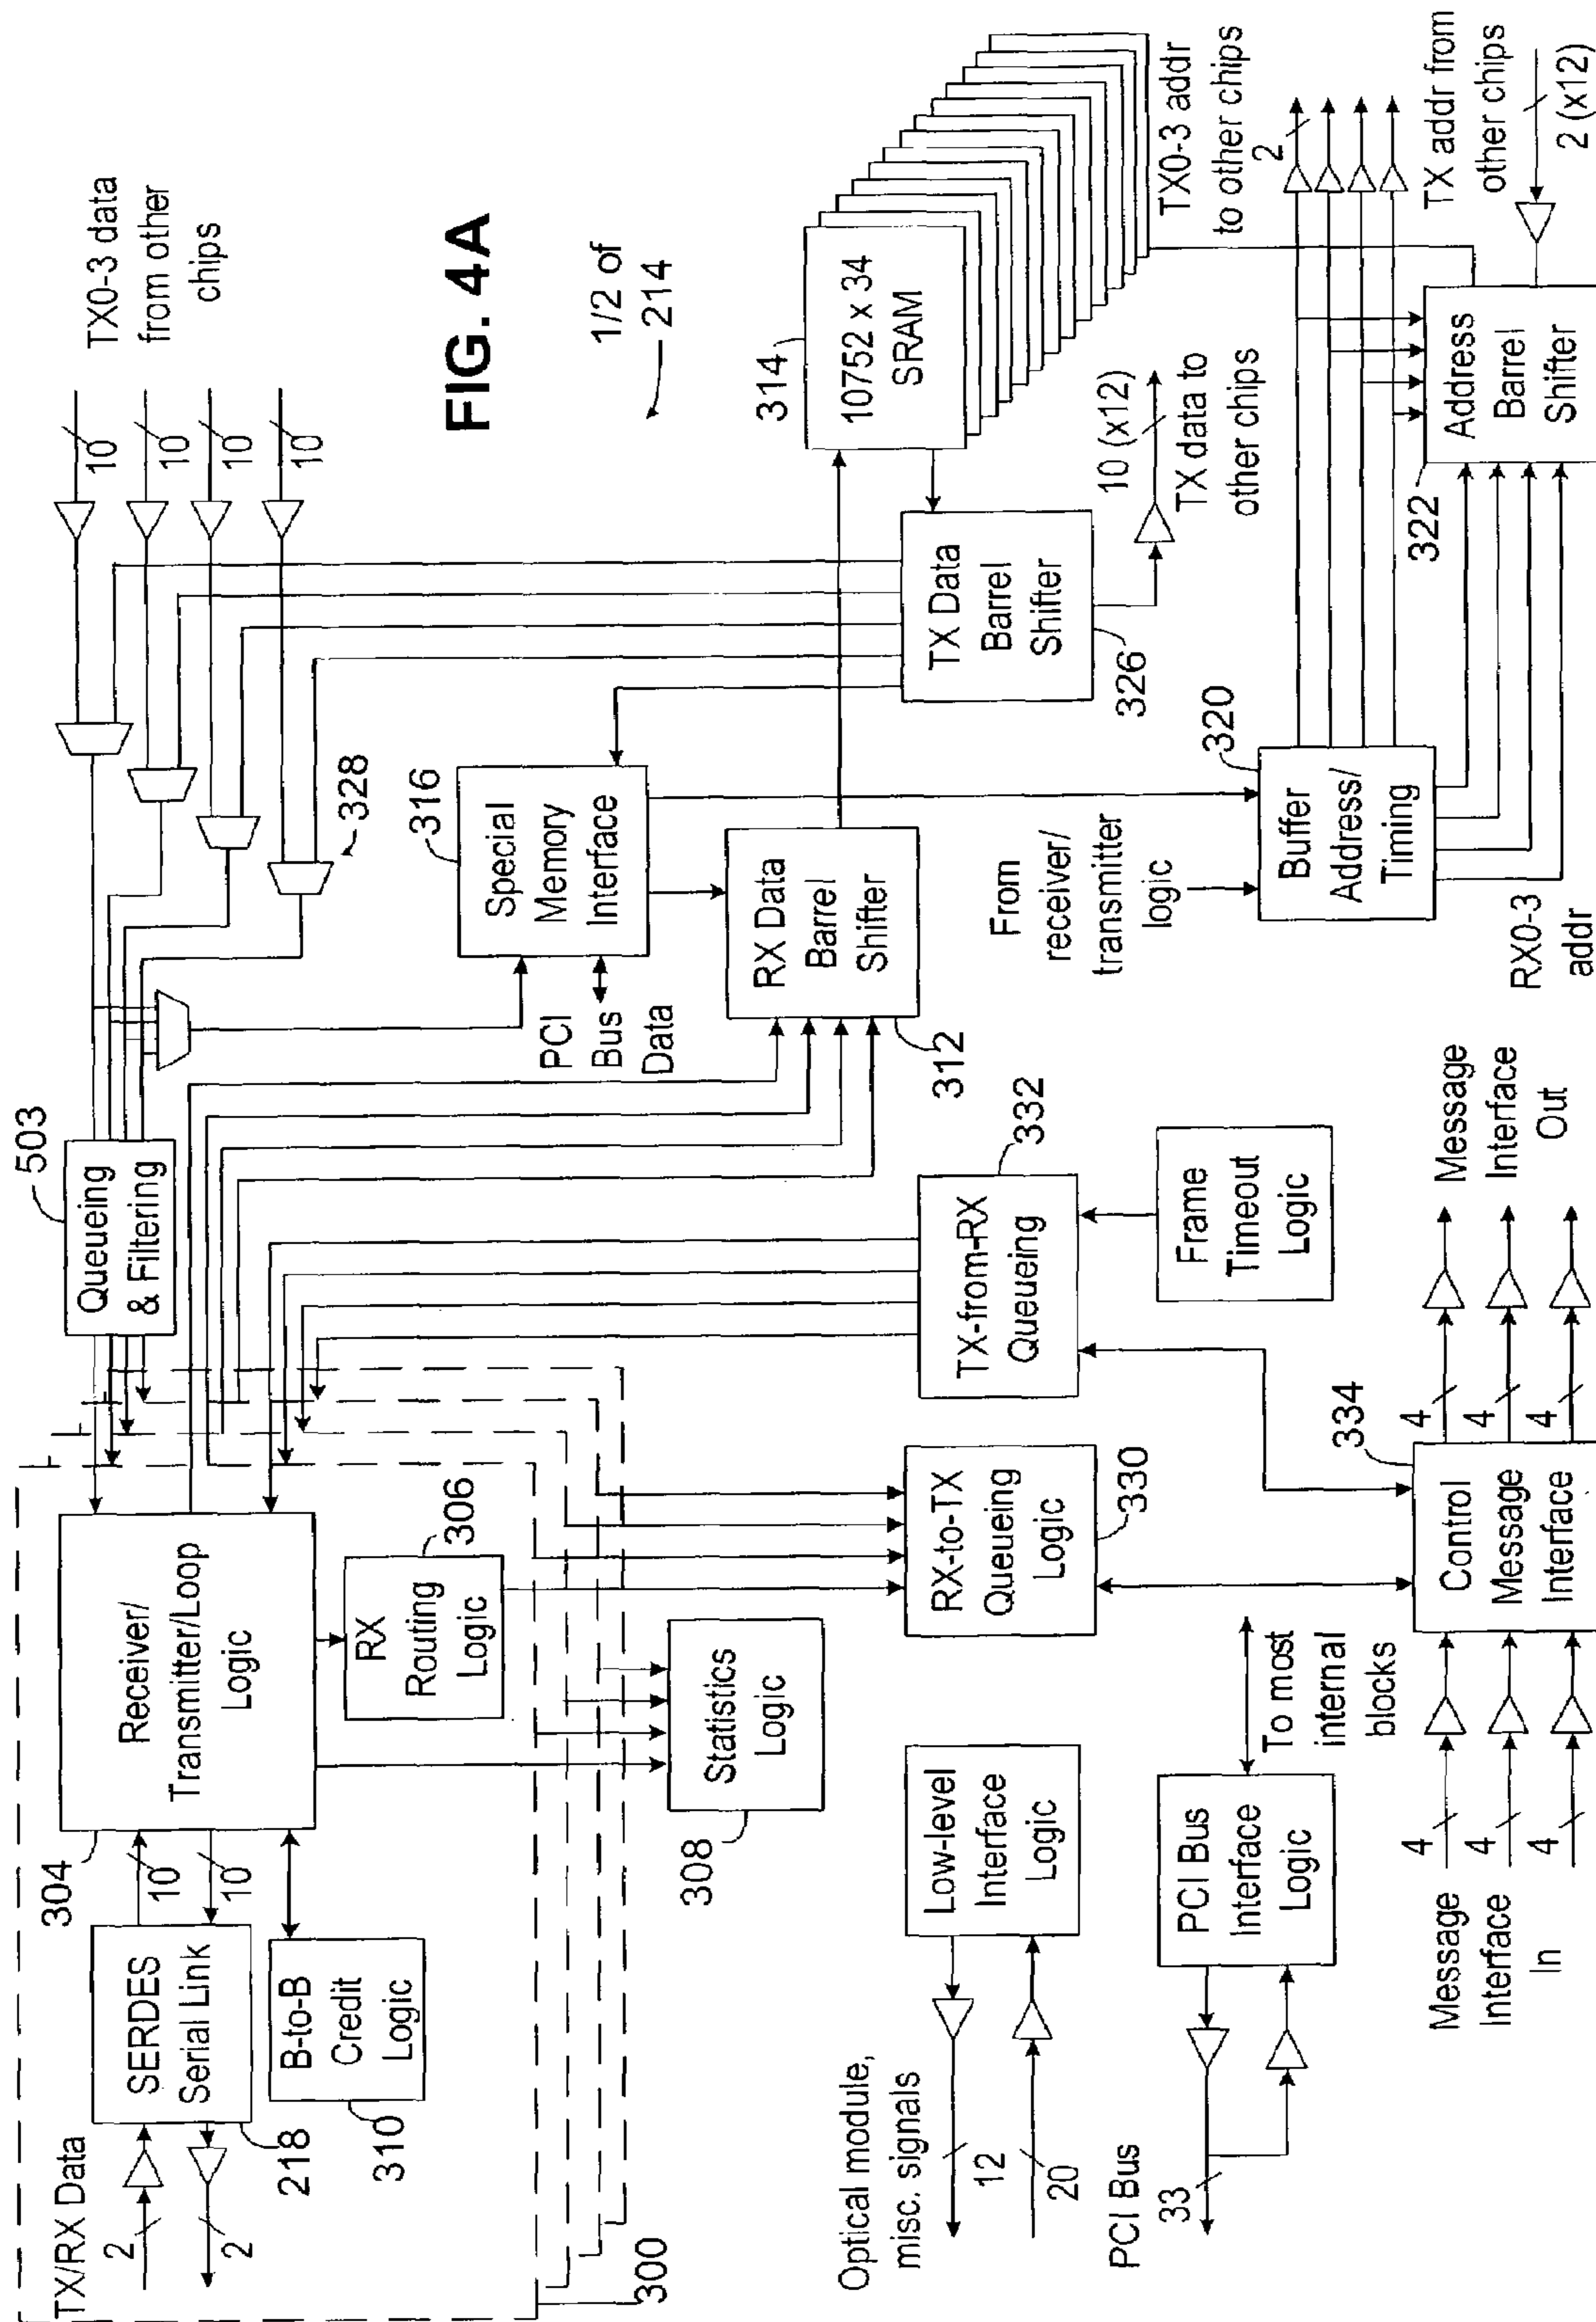 FIG. 4A
1/2 of
214
TX/RX Data
2
2
SERDES
Serial Link
218
10
10
B-to-B
Credit
Logic
310
304
Receiver/
Transmitter/Loop
Logic
RX
Routing
Logic
306
300
Statistics
Logic
308
503
Queueing
& Filtering
TX0-3 data
from other
chips
10
10
10
10
328
316
Special
Memory
Interface
PCI
Bus
Data
RX Data
Barrel
Shifter
312
314
10752 x 34
SRAM
TX Data
Barrel
Shifter
326
10 (x12)
TX data to
other chips
Optical module,
misc. signals
12
20
Low-level
Interface
Logic
PCI Bus
33
PCI Bus
Interface
Logic
To most
internal
blocks
RX-to-TX
Queueing
Logic
330
TX-from-RX
Queueing
332
Frame
Timeout
Logic
Message
Interface
In
4
4
4
Control
Message
Interface
334
4
4
4
Message
Interface
Out
From
receiver/
transmitter
logic
320
Buffer
Address/
Timing
RX0-3
addr
TX0-3 addr
to other chips
2
322
Address
Barrel
Shifter
TX addr from
other chips
2 (x12)